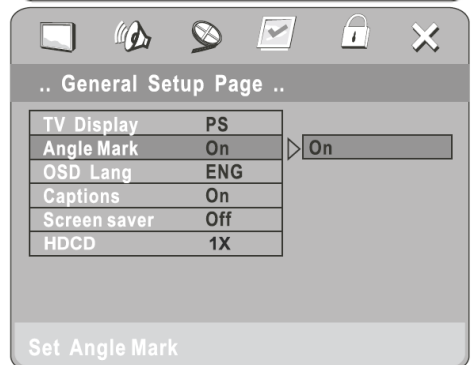 .. General Setup Page ..
TV Display PS
Angle Mark On On
OSD Lang ENG
Captions On
Screen saver Off
HDCD 1X
Set Angle Mark